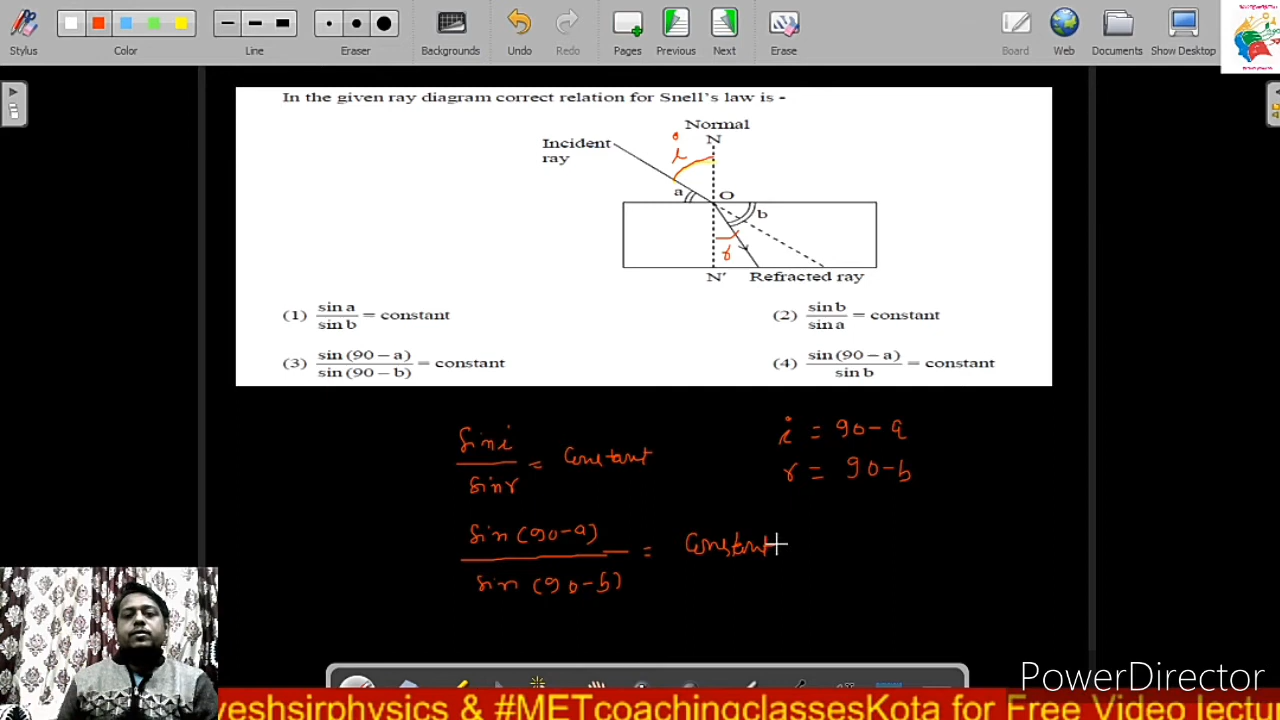 Stylus
Color
Line
Eraser
Backgrounds
Undo
Redo
Pages
Previous
Next
Erase
Board
Web
Documents
Show Desktop
In the given ray diagram correct relation for Snell's law is -
Normal
N
Incident
ray
i
a
O
b
r
N′
Refracted ray
(1) sin a / sin b = constant
(2) sin b / sin a = constant
(3) sin (90 − a) / sin (90 − b) = constant
(4) sin (90 − a) / sin b = constant
Sin i / Sin r = Constant
i = 90 - a
r = 90 - b
Sin (90-a) / Sin (90-b) = Constant
PowerDirector
yeshsirphysics & #METcoachingclassesKota for Free Video lectur